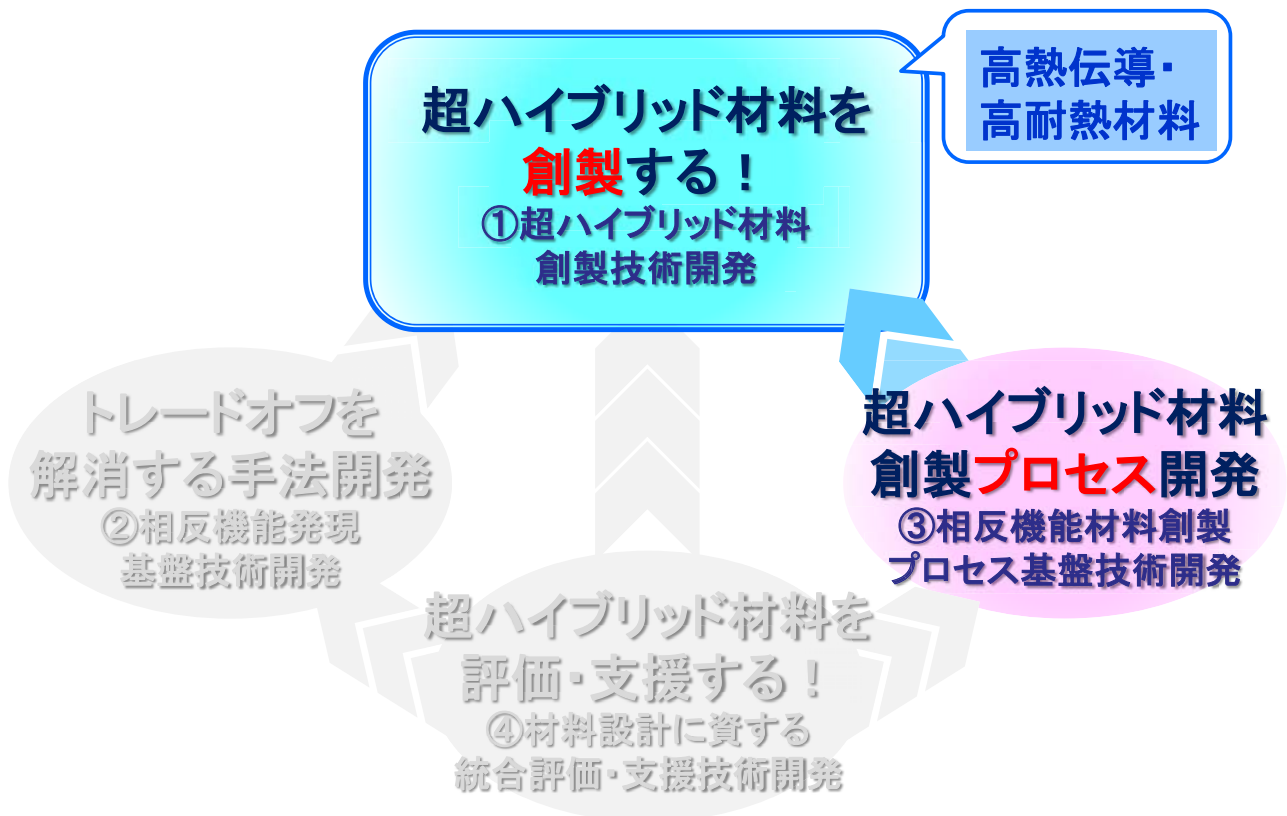 高熱伝導・
高耐熱材料
超ハイブリッド材料を
創製する！
①超ハイブリッド材料
創製技術開発
トレードオフを
解消する手法開発
②相反機能発現
基盤技術開発
超ハイブリッド材料
創製プロセス開発
③相反機能材料創製
プロセス基盤技術開発
超ハイブリッド材料を
評価・支援する！
④材料設計に資する
統合評価・支援技術開発